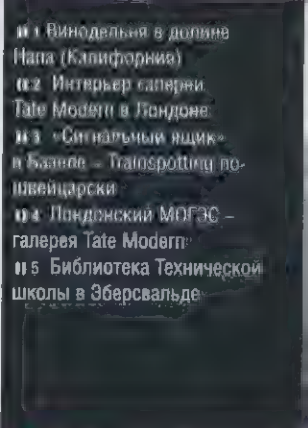 1 Винодельня в долине
Напа (Калифорния)
2 Интерьер галереи
Tate Modern в Лондоне
3 «Сигнальный ящик»
в Базеле – Trainspotting по-
швейцарски
4 Лондонский МОГЭС –
галерея Tate Modern
5 Библиотека Технической
школы в Эберсвальде